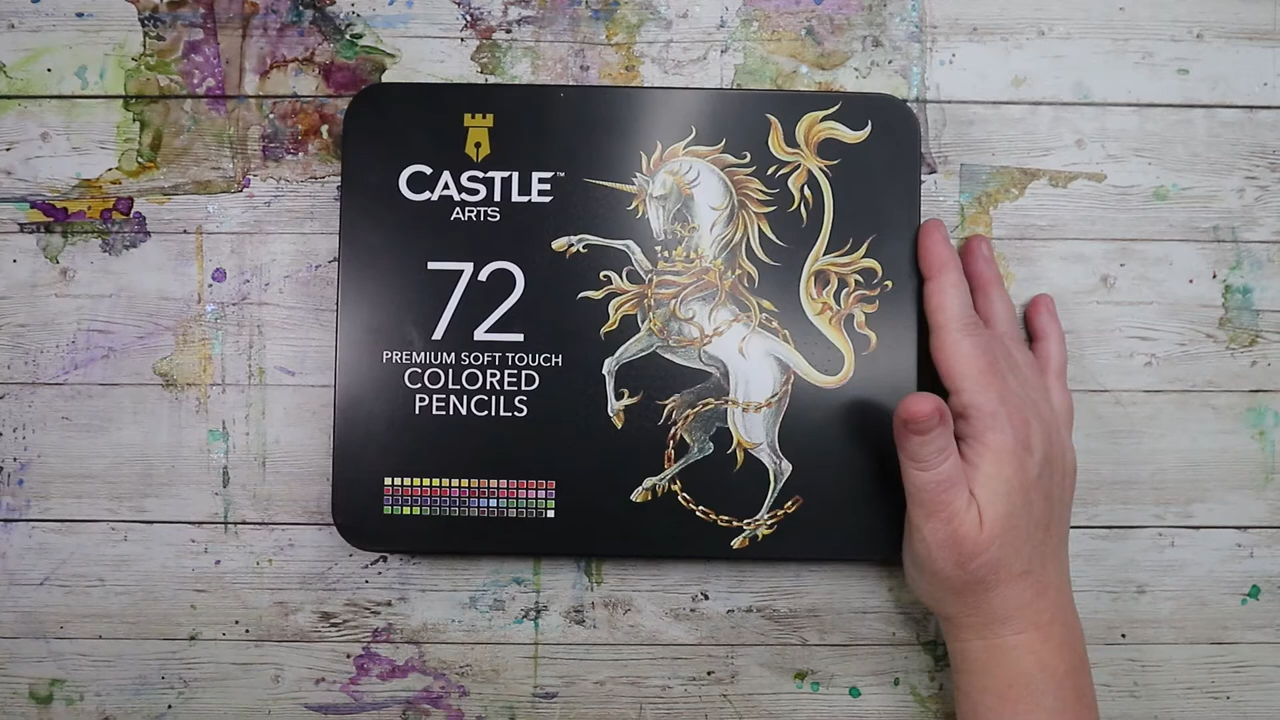 CASTLE™
ARTS
72
PREMIUM SOFT TOUCH
COLORED
PENCILS